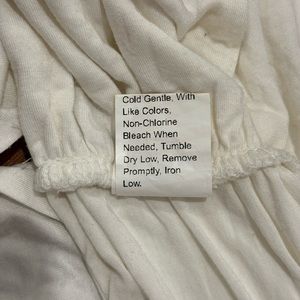 Cold Gentle, With
Like Colors,
Non-Chlorine
Bleach When
Needed, Tumble
Dry Low, Remove
Promptly, Iron
Low.